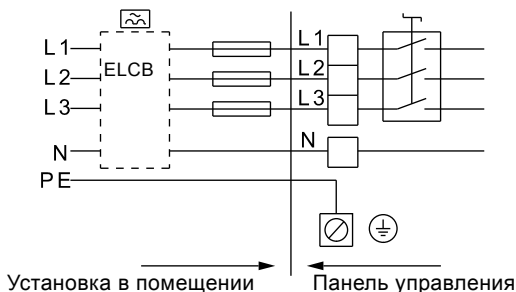 L1
L2
L3
N
PE
ELCB
L1
L2
L3
N
Установка в помещении
Панель управления